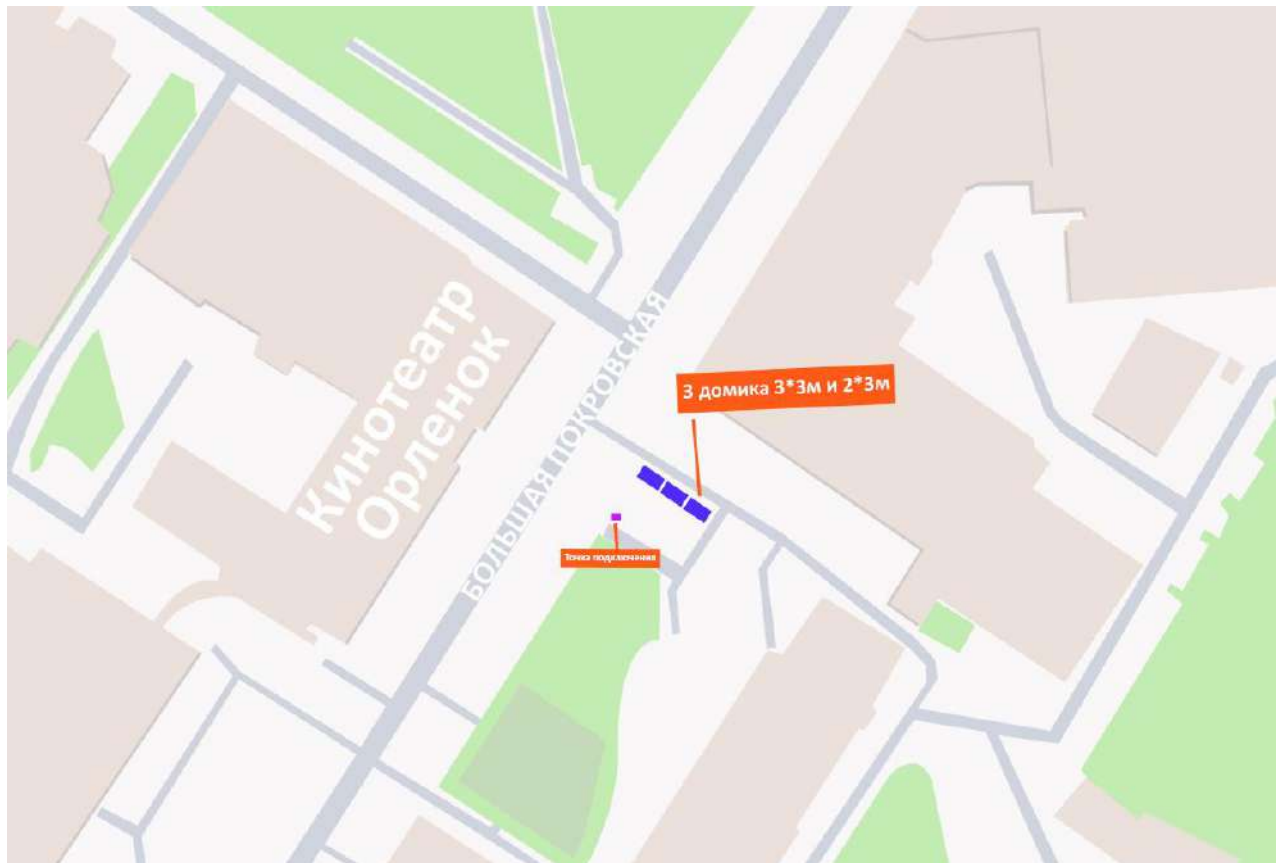 Кинотеатр
Орленок
БОЛЬШАЯ ПОКРОВСКАЯ
3 домика 3*3м и 2*3м
Точка подключения